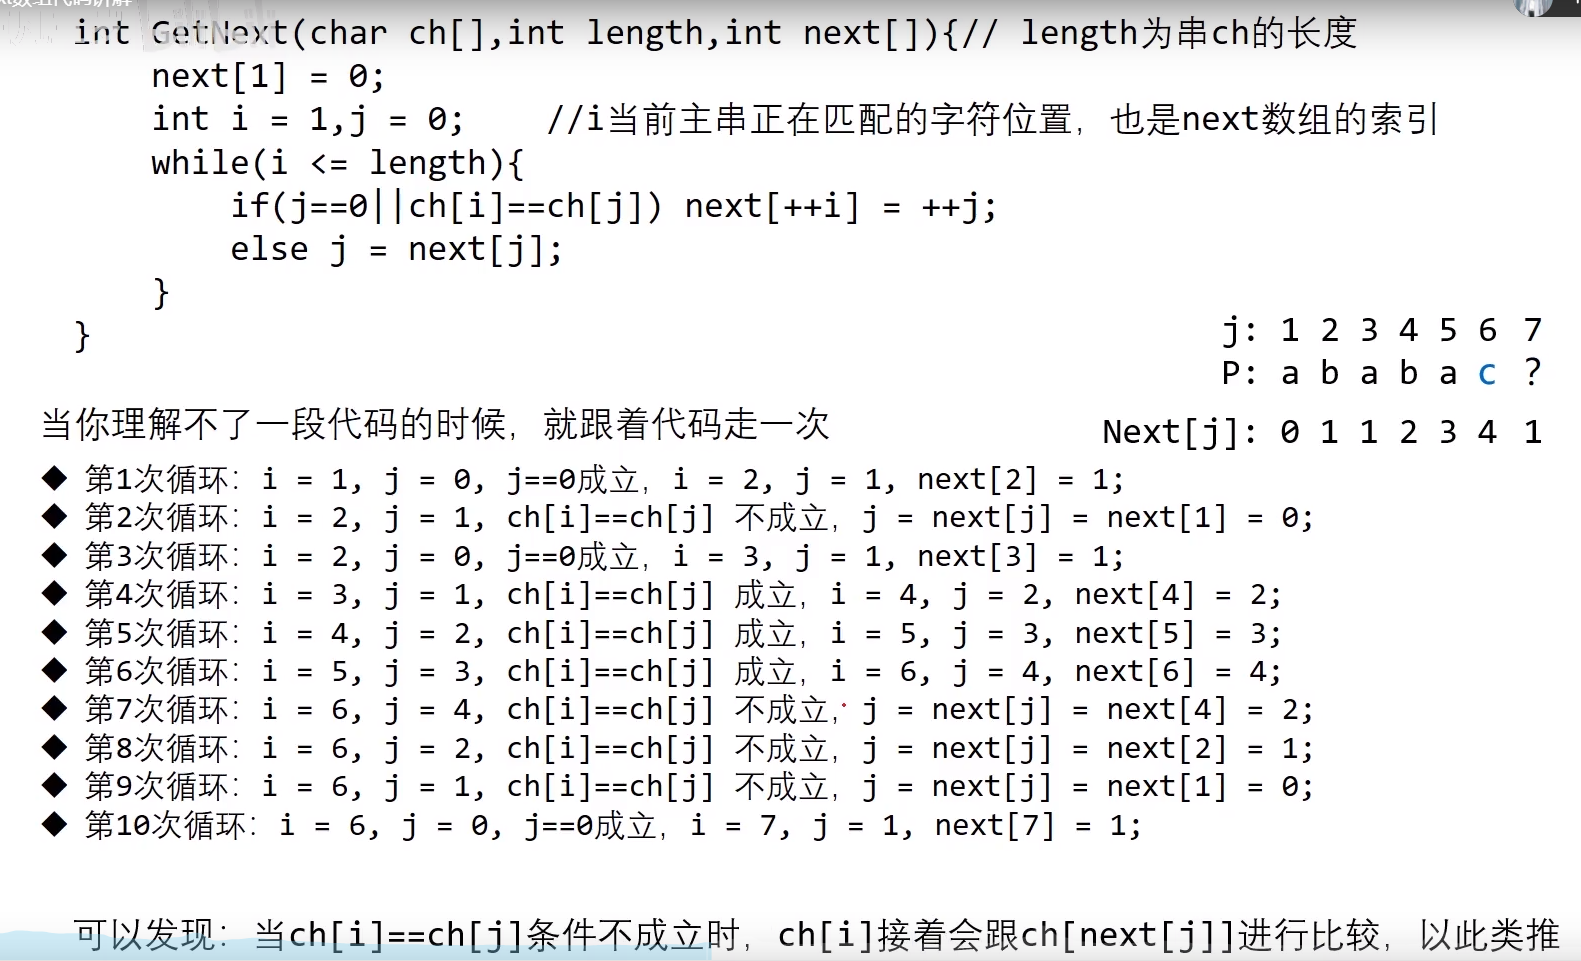 int GetNext(char ch[],int length,int next[]){// length为串ch的长度
next[1] = 0;
int i = 1,j = 0; //i当前主串正在匹配的字符位置，也是next数组的索引
while(i <= length){
if(j==0||ch[i]==ch[j]) next[++i] = ++j;
else j = next[j];
}
}
j: 1 2 3 4 5 6 7
P: a b a b a c ?
Next[j]: 0 1 1 2 3 4 1
当你理解不了一段代码的时候，就跟着代码走一次
◆ 第1次循环：i = 1, j = 0, j==0成立，i = 2, j = 1, next[2] = 1;
◆ 第2次循环：i = 2, j = 1, ch[i]==ch[j] 不成立，j = next[j] = next[1] = 0;
◆ 第3次循环：i = 2, j = 0, j==0成立，i = 3, j = 1, next[3] = 1;
◆ 第4次循环：i = 3, j = 1, ch[i]==ch[j] 成立，i = 4, j = 2, next[4] = 2;
◆ 第5次循环：i = 4, j = 2, ch[i]==ch[j] 成立，i = 5, j = 3, next[5] = 3;
◆ 第6次循环：i = 5, j = 3, ch[i]==ch[j] 成立，i = 6, j = 4, next[6] = 4;
◆ 第7次循环：i = 6, j = 4, ch[i]==ch[j] 不成立，j = next[j] = next[4] = 2;
◆ 第8次循环：i = 6, j = 2, ch[i]==ch[j] 不成立，j = next[j] = next[2] = 1;
◆ 第9次循环：i = 6, j = 1, ch[i]==ch[j] 不成立，j = next[j] = next[1] = 0;
◆ 第10次循环：i = 6, j = 0, j==0成立，i = 7, j = 1, next[7] = 1;
可以发现：当ch[i]==ch[j]条件不成立时，ch[i]接着会跟ch[next[j]]进行比较，以此类推